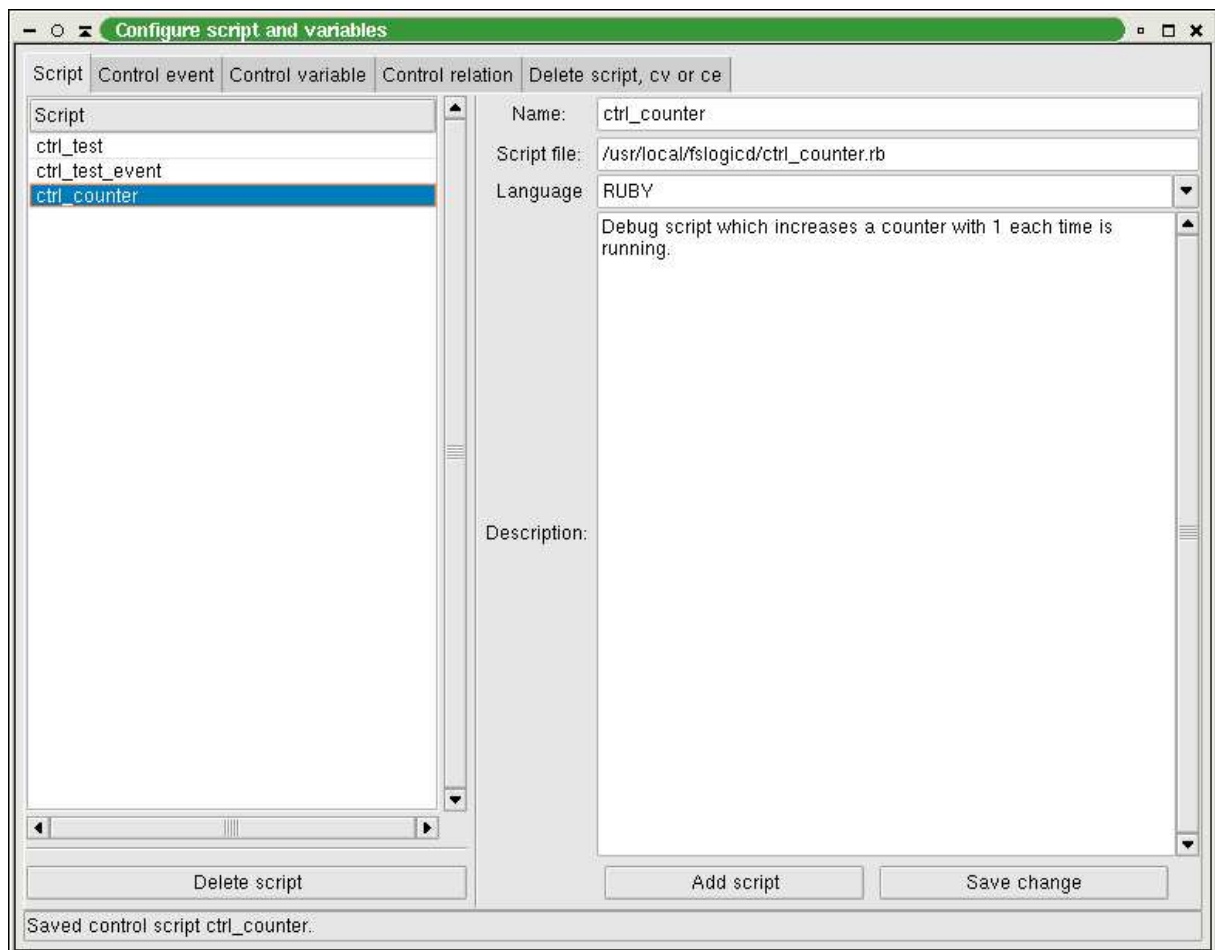 Configure script and variables
Script Control event Control variable Control relation Delete script, cv or ce
Script
ctrl_test
ctrl_test_event
ctrl_counter
Delete script
Name: ctrl_counter
Script file: /usr/local/fslogicd/ctrl_counter.rb
Language RUBY
Description:
Debug script which increases a counter with 1 each time is
running.
Add script Save change
Saved control script ctrl_counter.